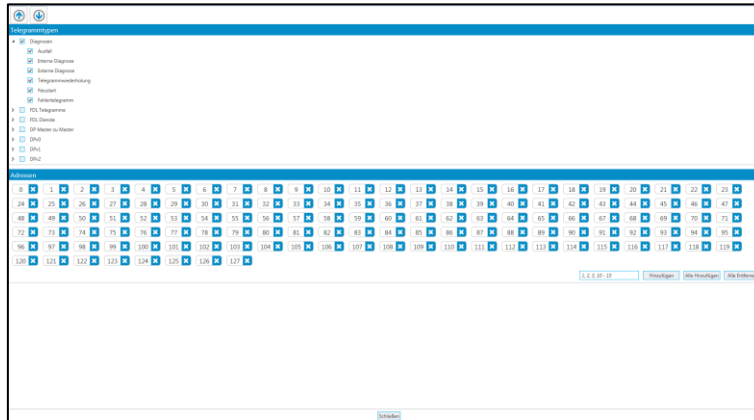 Telegrammtypen
Diagnosen
Ausfall
Interne Diagnose
Externe Diagnose
Telegrammwiederholung
Neustart
Fehlertelegramm
FDL Telegramme
FDL Dienste
DP Master zu Master
DPv0
DPv1
DPv2
Adressen
0 1 2 3 4 5 6 7 8 9 10 11 12 13 14 15 16 17 18 19 20 21 22 23
24 25 26 27 28 29 30 31 32 33 34 35 36 37 38 39 40 41 42 43 44 45 46 47
48 49 50 51 52 53 54 55 56 57 58 59 60 61 62 63 64 65 66 67 68 69 70 71
72 73 74 75 76 77 78 79 80 81 82 83 84 85 86 87 88 89 90 91 92 93 94 95
96 97 98 99 100 101 102 103 104 105 106 107 108 109 110 111 112 113 114 115 116 117 118 119
120 121 122 123 124 125 126 127
1, 2, 3, 10 - 15 Hinzufügen Alle Hinzufügen Alle Entferne
Schließen